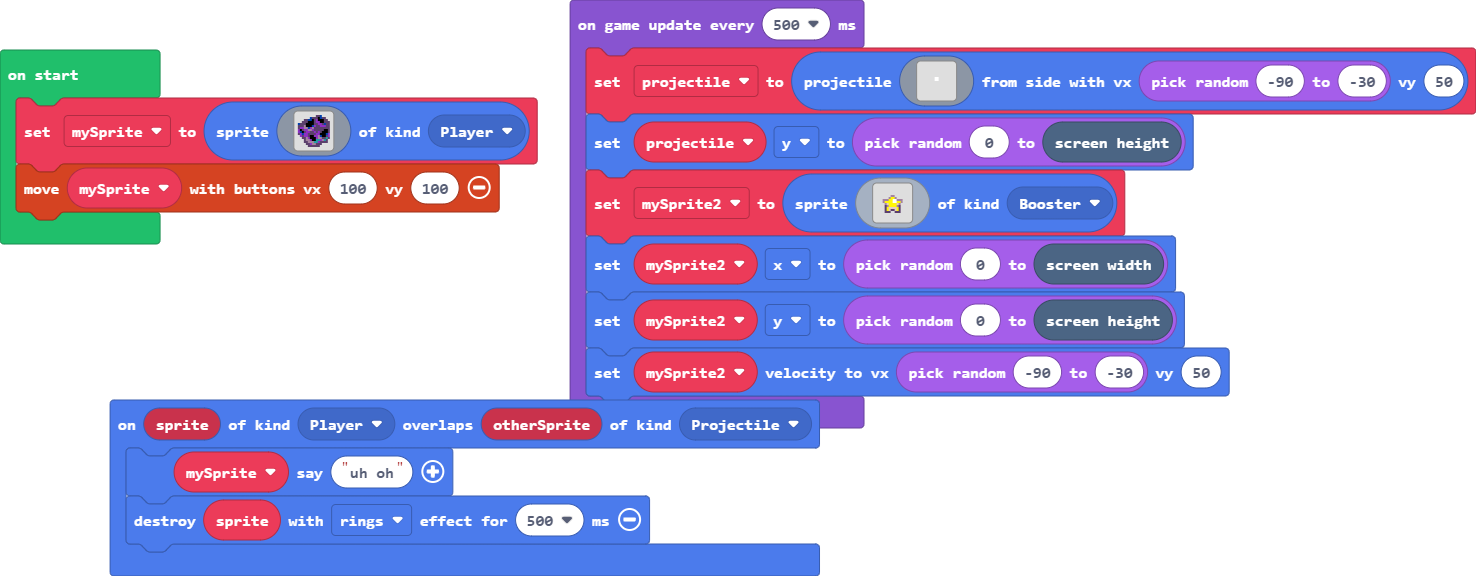 on start
set mySprite to sprite of kind Player
move mySprite with buttons vx 100 vy 100
on game update every 500 ms
set projectile to projectile from side with vx pick random -90 to -30 vy 50
set projectile y to pick random 0 to screen height
set mySprite2 to sprite of kind Booster
set mySprite2 x to pick random 0 to screen width
set mySprite2 y to pick random 0 to screen height
set mySprite2 velocity to vx pick random -90 to -30 vy 50
on sprite of kind Player overlaps otherSprite of kind Projectile
mySprite say "uh oh"
destroy sprite with rings effect for 500 ms